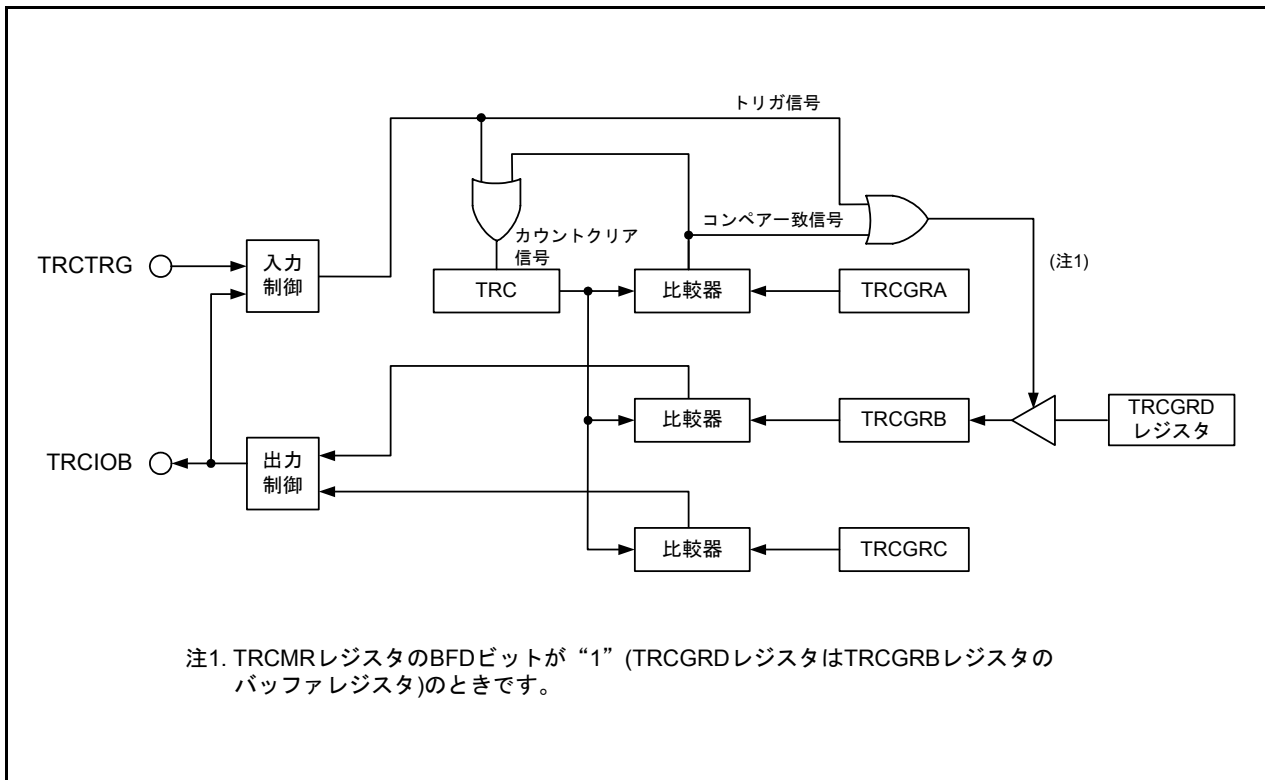 トリガ信号
コンペア一致信号
カウントクリア
信号
(注1)
TRCTRG
入力
制御
TRC
比較器
TRCGRA
比較器
TRCGRB
TRCGRD
レジスタ
TRCIOB
出力
制御
比較器
TRCGRC
注1. TRCMRレジスタのBFDビットが“1” (TRCGRDレジスタはTRCGRBレジスタの
バッファレジスタ)のときです。